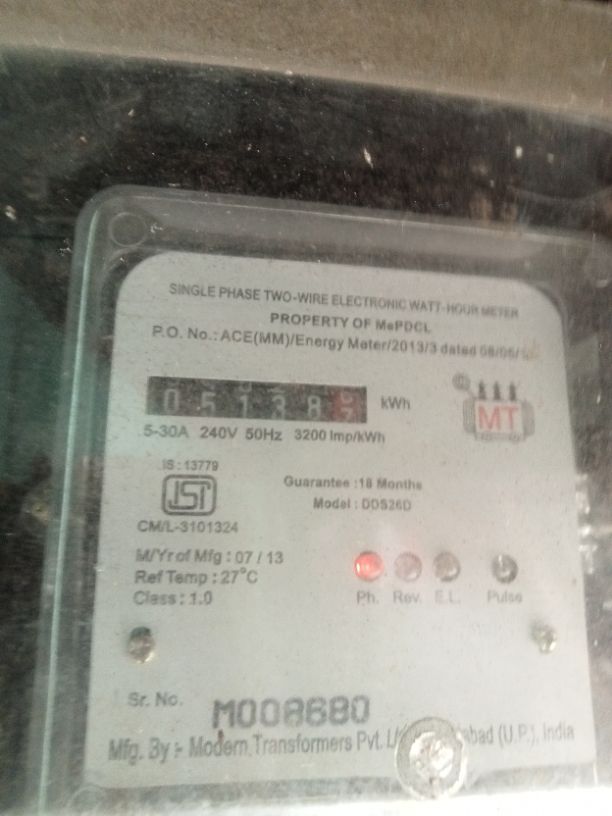 SINGLE PHASE TWO-WIRE ELECTRONIC WATT-HOUR METER
PROPERTY OF MePDCL
P.O. No.:ACE(MM)/Energy Meter/2013/3 dated 08/06/
0 5 1 3 8 kWh
5-30A 240V 50Hz 3200 Imp/kWh
MT
IS : 13779
ISI
CM/L-3101324
Guarantee :18 Months
Model : DDS26D
M/Yr of Mfg : 07 / 13
Ref Temp : 27°C
Class : 1.0
Ph. Rev. E.L. Pulse
Sr. No. M008680
Mfg. By :- Modern Transformers Pvt. (U.P.), India